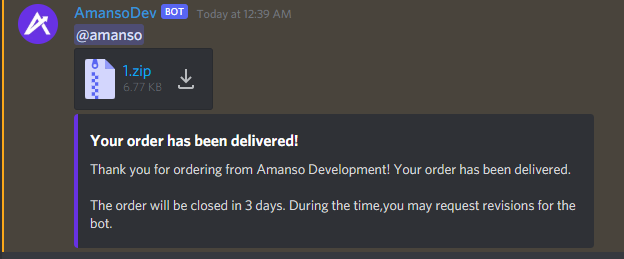 AmansoDev BOT Today at 12:39 AM
@amanso
1.zip
6.77 KB
Your order has been delivered!
Thank you for ordering from Amanso Development! Your order has been delivered.
The order will be closed in 3 days. During the time,you may request revisions for the
bot.